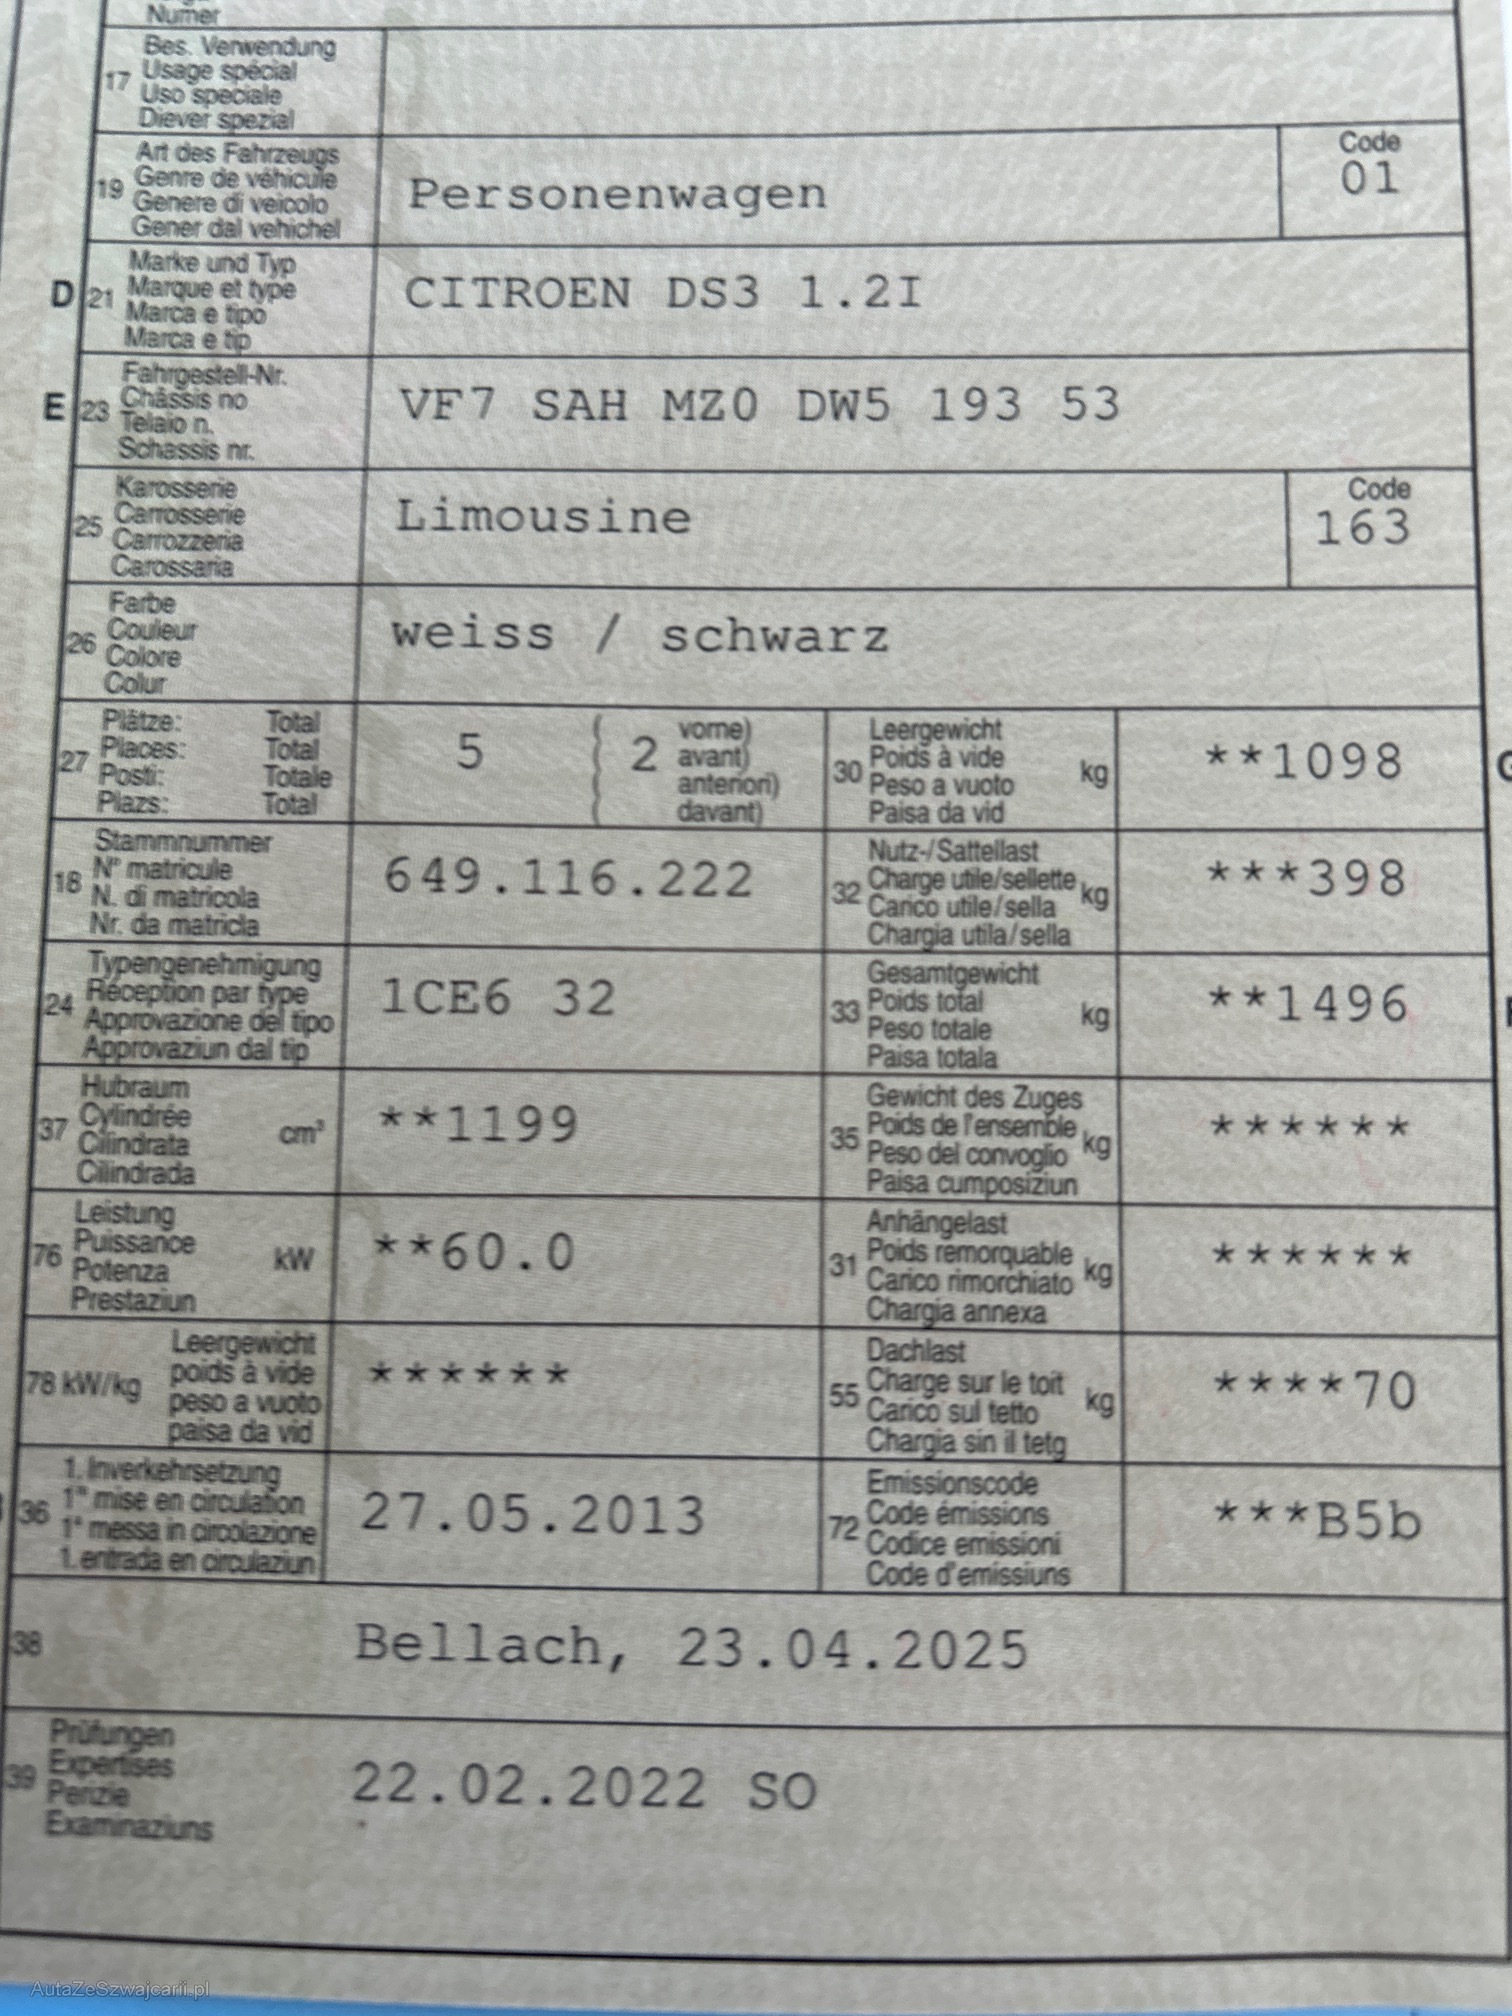 Numer
17 Bes. Verwendung
Usage spécial
Uso speciale
Diever spezial
19 Art des Fahrzeugs
Genre de véhicule
Genere di veicolo
Gener dal vehichel
Personenwagen
Code
01
D 21 Marke und Typ
Marque et type
Marca e tipo
Marca e tip
CITROEN DS3 1.2I
E 23 Fahrgestell-Nr.
Châssis no
Telaio n.
Schassis nr.
VF7 SAH MZ0 DW5 193 53
25 Karosserie
Carrosserie
Carrozzeria
Carossaria
Limousine
Code
163
26 Farbe
Couleur
Colore
Colur
weiss / schwarz
27 Plätze: Total
Places: Total
Posti: Totale
Plazs: Total
5 ( 2 vorne)
( avant)
( anteriori)
( davant)
30 Leergewicht
Poids à vide
Peso a vuoto
Paisa da vid
kg
**1098
18 Stammnummer
N° matricule
N. di matricola
Nr. da matricla
649.116.222
32 Nutz-/Sattellast
Charge utile/sellette
Carico utile/sella
Chargia utila/sella
kg
***398
24 Typengenehmigung
Réception par type
Approvazione del tipo
Approvaziun dal tip
1CE6 32
33 Gesamtgewicht
Poids total
Peso totale
Paisa totala
kg
**1496
37 Hubraum
Cylindrée
Cilindrata
Cilindrada
cm³
**1199
35 Gewicht des Zuges
Poids de l'ensemble
Peso del convoglio
Paisa cumposiziun
kg
******
76 Leistung
Puissance
Potenza
Prestaziun
kW
**60.0
31 Anhängelast
Poids remorquable
Carico rimorchiato
Chargia annexa
kg
******
78 kW/kg
Leergewicht
poids à vide
peso a vuoto
paisa da vid
******
55 Dachlast
Charge sur le toit
Carico sul tetto
Chargia sin il tetg
kg
****70
36 1. Inverkehrsetzung
1re mise en circulation
1a messa in circolazione
1. entrada en circulaziun
27.05.2013
72 Emissionscode
Code émissions
Codice emissioni
Code d'emissiuns
***B5b
38
Bellach, 23.04.2025
39 Prüfungen
Expertises
Perizie
Examinaziuns
22.02.2022 SO
AutaZeSzwajcarii.pl